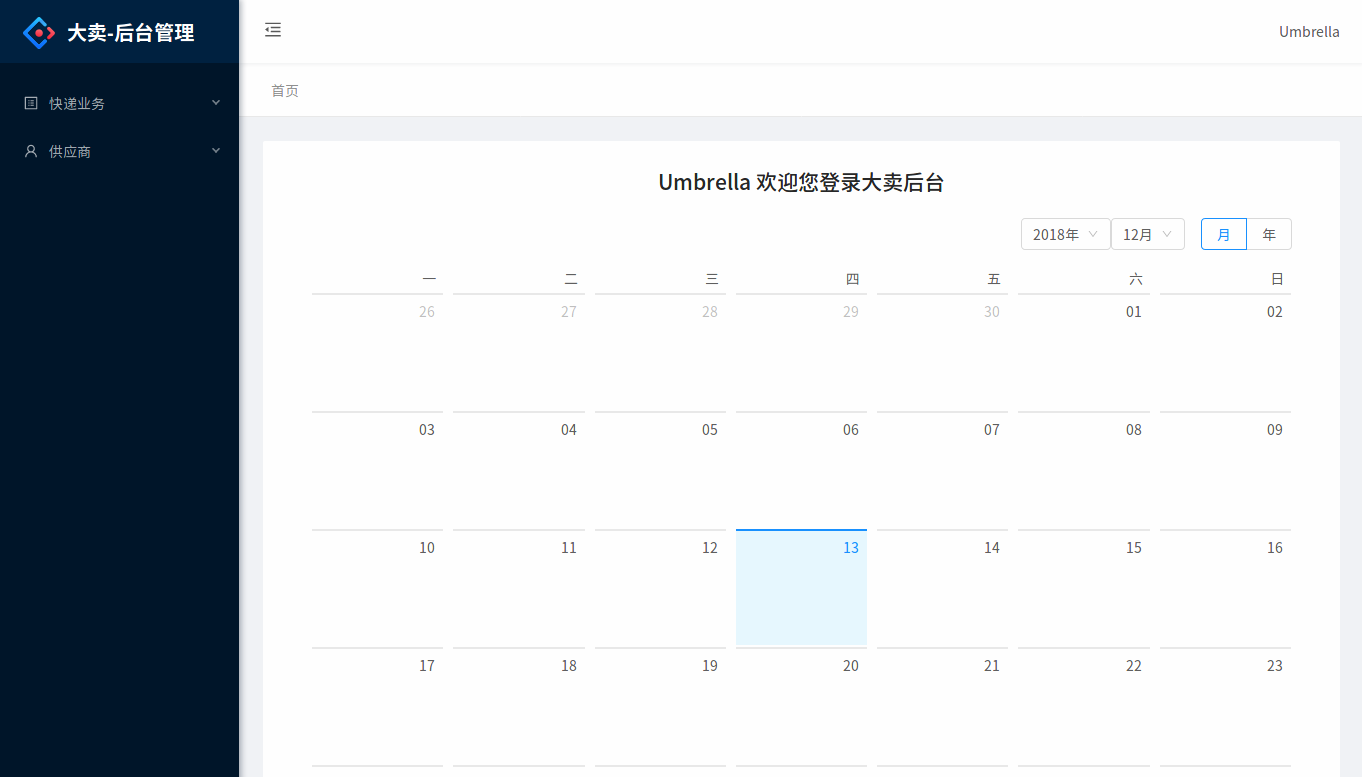 大卖-后台管理
Umbrella
快递业务
供应商
首页
Umbrella 欢迎您登录大卖后台
2018年 12月 月 年
一 二 三 四 五 六 日
26 27 28 29 30 01 02
03 04 05 06 07 08 09
10 11 12 13 14 15 16
17 18 19 20 21 22 23